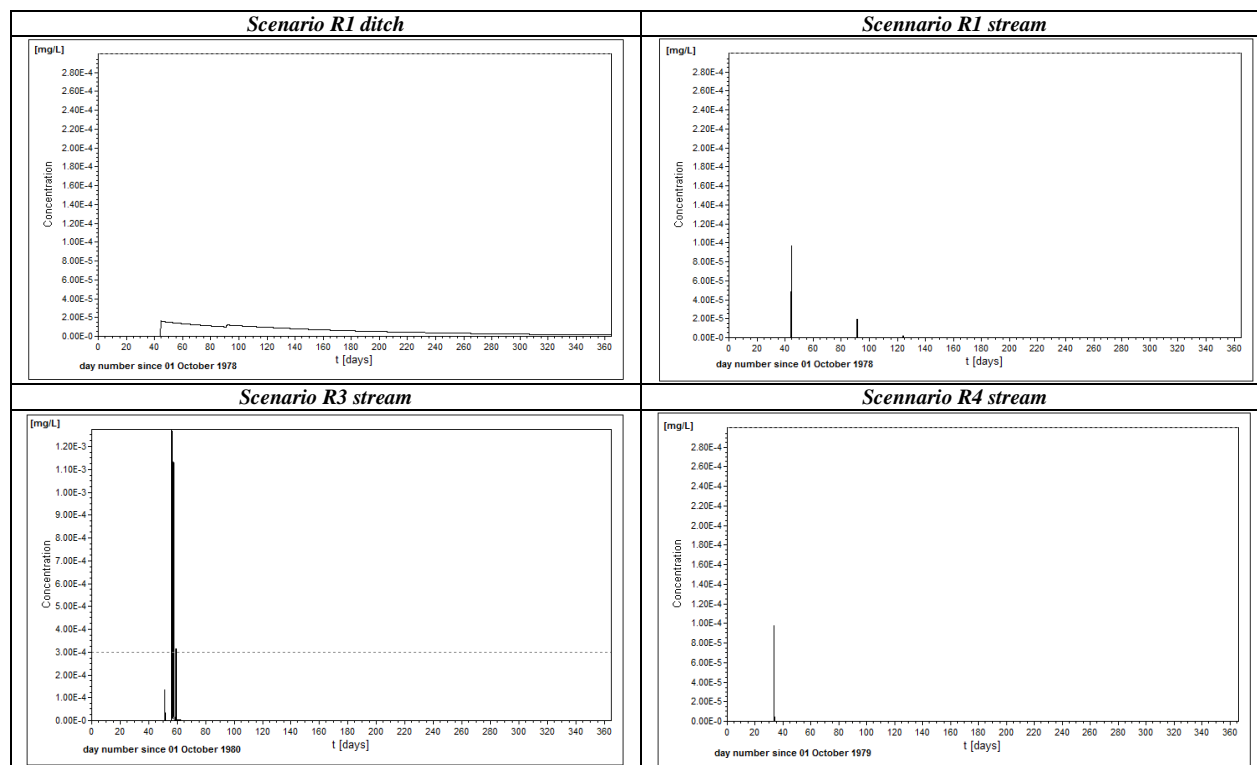 Scenario R1 ditch
[mg/L]
2.80E-4
2.60E-4
2.40E-4
2.20E-4
2.00E-4
1.80E-4
1.60E-4
1.40E-4
1.20E-4
1.00E-4
8.00E-5
6.00E-5
4.00E-5
2.00E-5
0.00E-0
Concentration
20 40 60 80 100 120 140 160 180 200 220 240 260 280 300 320 340 360
t [days]
day number since 01 October 1978
Scennario R1 stream
[mg/L]
2.80E-4
2.60E-4
2.40E-4
2.20E-4
2.00E-4
1.80E-4
1.60E-4
1.40E-4
1.20E-4
1.00E-4
8.00E-5
6.00E-5
4.00E-5
2.00E-5
0.00E-0
Concentration
0 20 40 60 80 100 120 140 160 180 200 220 240 260 280 300 320 340 360
t [days]
day number since 01 October 1978
Scenario R3 stream
[mg/L]
1.20E-3
1.10E-3
1.00E-3
9.00E-4
8.00E-4
7.00E-4
6.00E-4
5.00E-4
4.00E-4
3.00E-4
2.00E-4
1.00E-4
0.00E-0
Concentration
0 20 40 60 80 100 120 140 160 180 200 220 240 260 280 300 320 340 360
t [days]
day number since 01 October 1980
Scennario R4 stream
[mg/L]
2.80E-4
2.60E-4
2.40E-4
2.20E-4
2.00E-4
1.80E-4
1.60E-4
1.40E-4
1.20E-4
1.00E-4
8.00E-5
6.00E-5
4.00E-5
2.00E-5
0.00E-0
Concentration
0 20 40 60 80 100 120 140 160 180 200 220 240 260 280 300 320 340 360
t [days]
day number since 01 October 1979